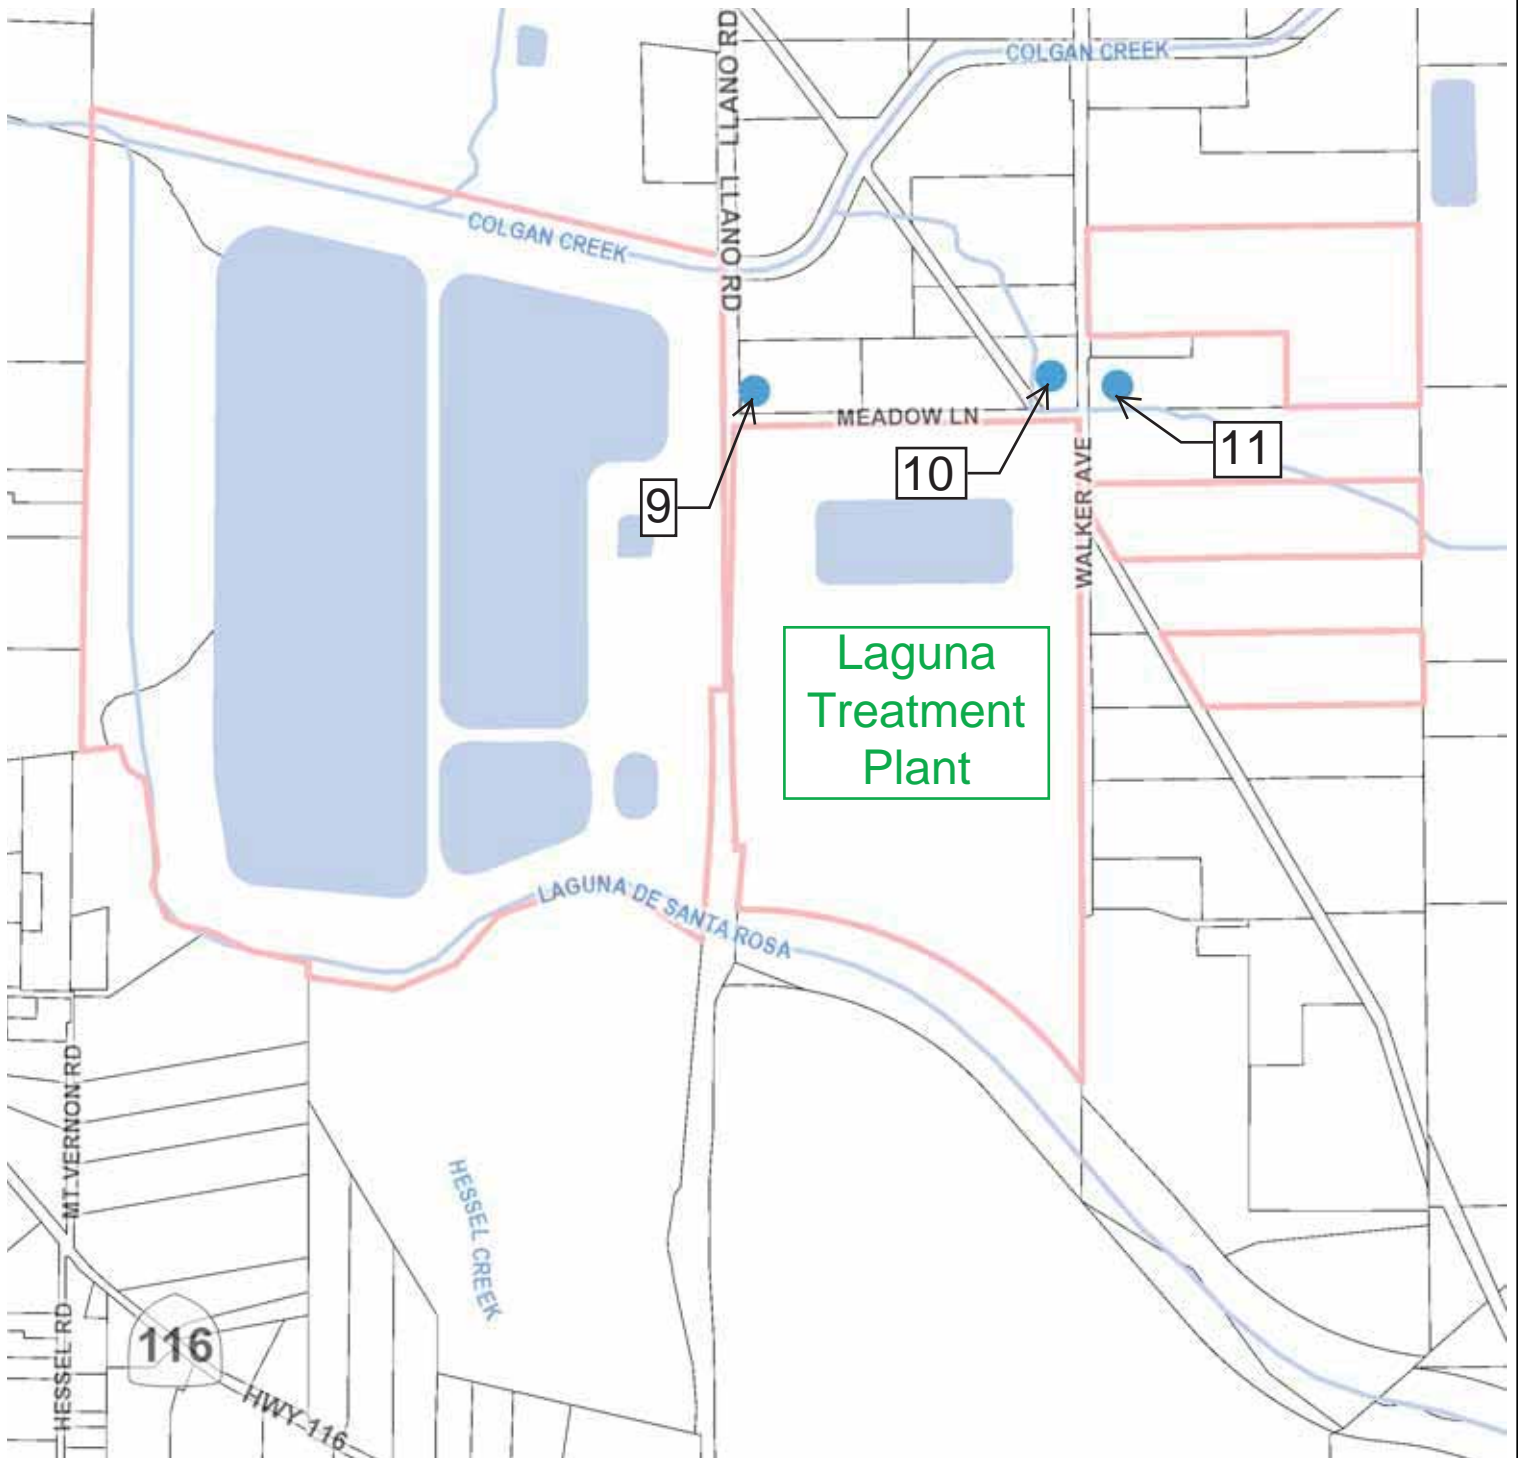 LLANO RD
LLANO RD
COLGAN CREEK
COLGAN CREEK
MEADOW LN
9
10
11
WALKER AVE
Laguna
Treatment
Plant
LAGUNA DE SANTA ROSA
MT VERNON RD
HESSEL CREEK
HESSEL RD
116
HWY 116